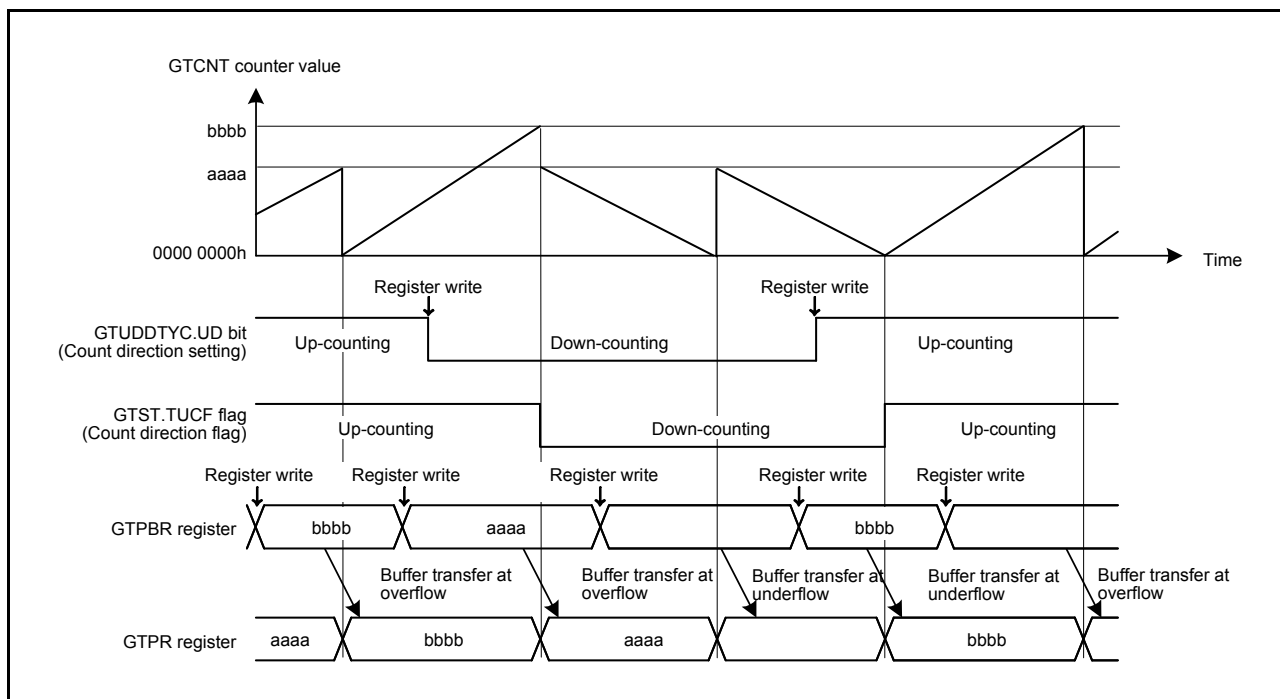 GTCNT counter value
bbbb
aaaa
0000 0000h
Time
Register write
Register write
GTUDDTYC.UD bit
(Count direction setting)
Up-counting
Down-counting
Up-counting
GTST.TUCF flag
(Count direction flag)
Up-counting
Down-counting
Up-counting
Register write
Register write
Register write
Register write
Register write
GTPBR register
bbbb
aaaa
bbbb
Buffer transfer at
overflow
Buffer transfer at
overflow
Buffer transfer at
underflow
Buffer transfer at
underflow
Buffer transfer at
overflow
GTPR register
aaaa
bbbb
aaaa
bbbb